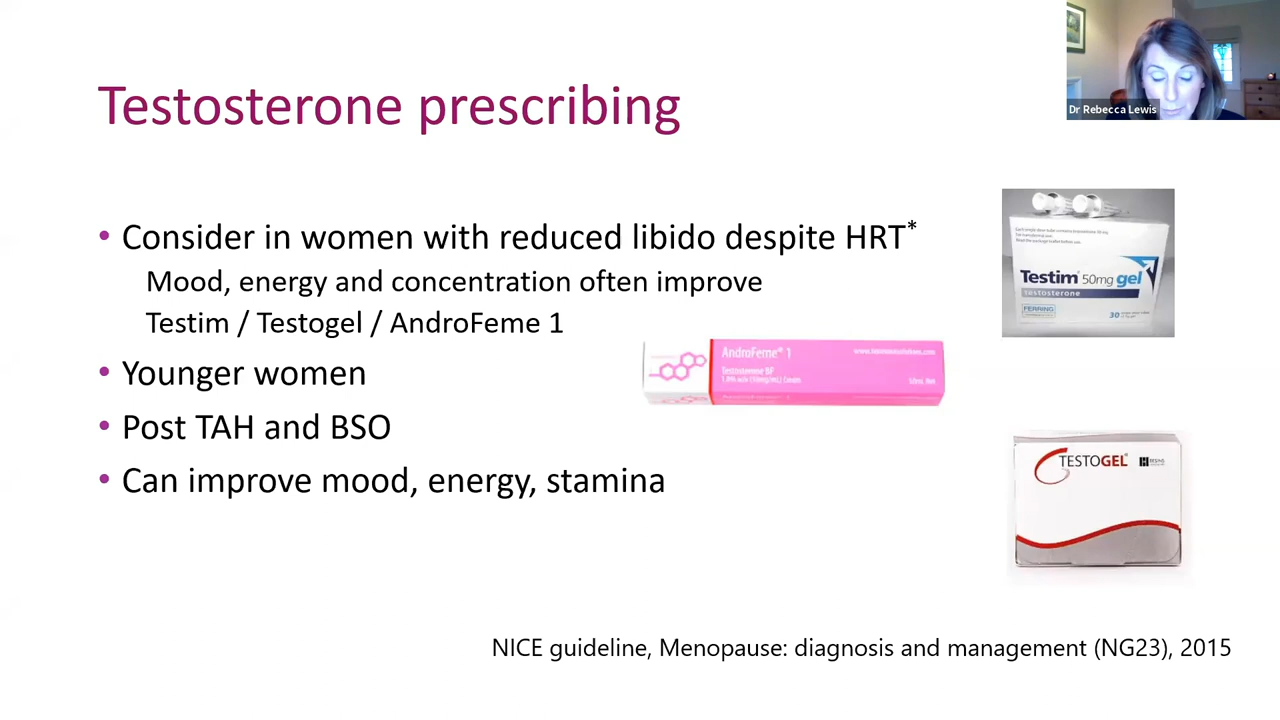 Testosterone prescribing
Dr Rebecca Lewis
• Consider in women with reduced libido despite HRT*
Mood, energy and concentration often improve
Testim / Testogel / AndroFeme 1
• Younger women
• Post TAH and BSO
• Can improve mood, energy, stamina
Testim® 50mg gel
testosterone
FERRING
30
AndroFeme® 1
Testosterone BP
50mL Net
TESTOGEL®
NICE guideline, Menopause: diagnosis and management (NG23), 2015